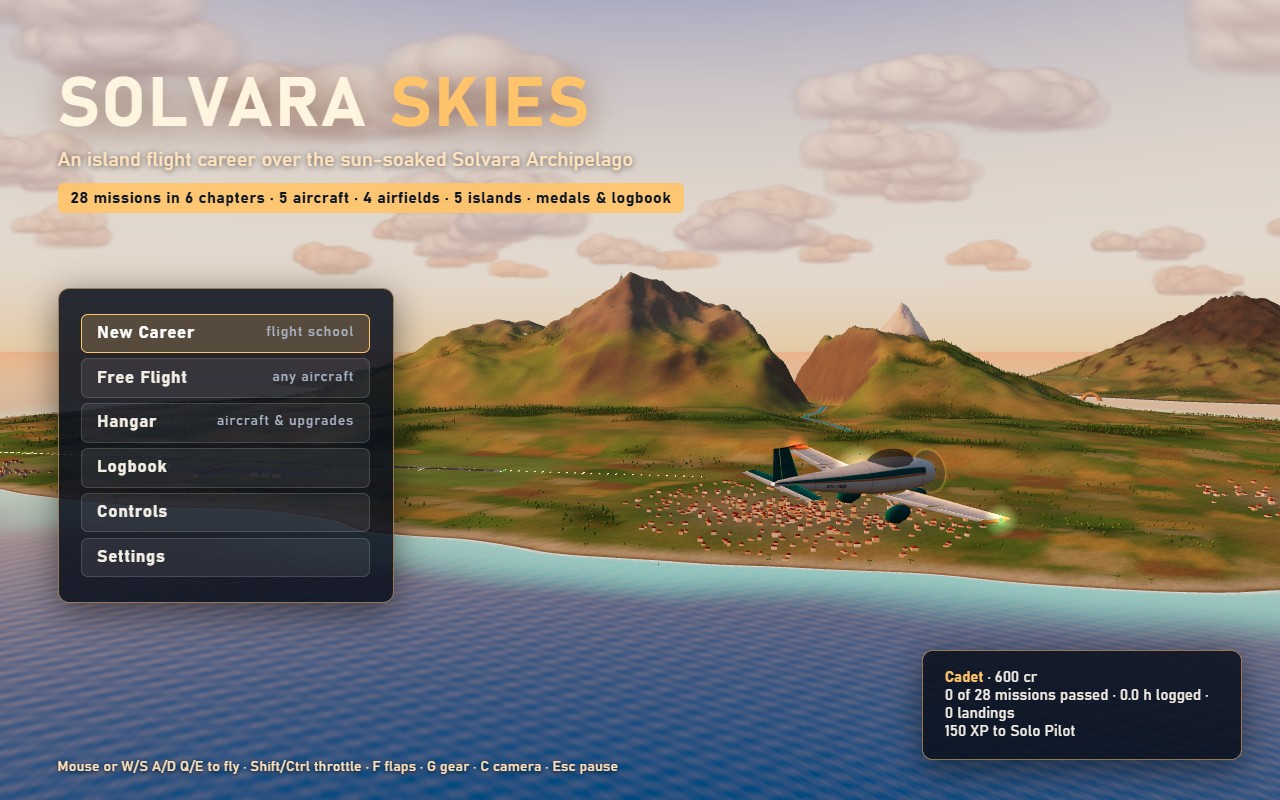 SOLVARA SKIES
An island flight career over the sun-soaked Solvara Archipelago
28 missions in 6 chapters · 5 aircraft · 4 airfields · 5 islands · medals & logbook
New Career flight school
Free Flight any aircraft
Hangar aircraft & upgrades
Logbook
Controls
Settings
Cadet · 600 cr
0 of 28 missions passed · 0.0 h logged ·
0 landings
150 XP to Solo Pilot
Mouse or W/S A/D Q/E to fly · Shift/Ctrl throttle · F flaps · G gear · C camera · Esc pause